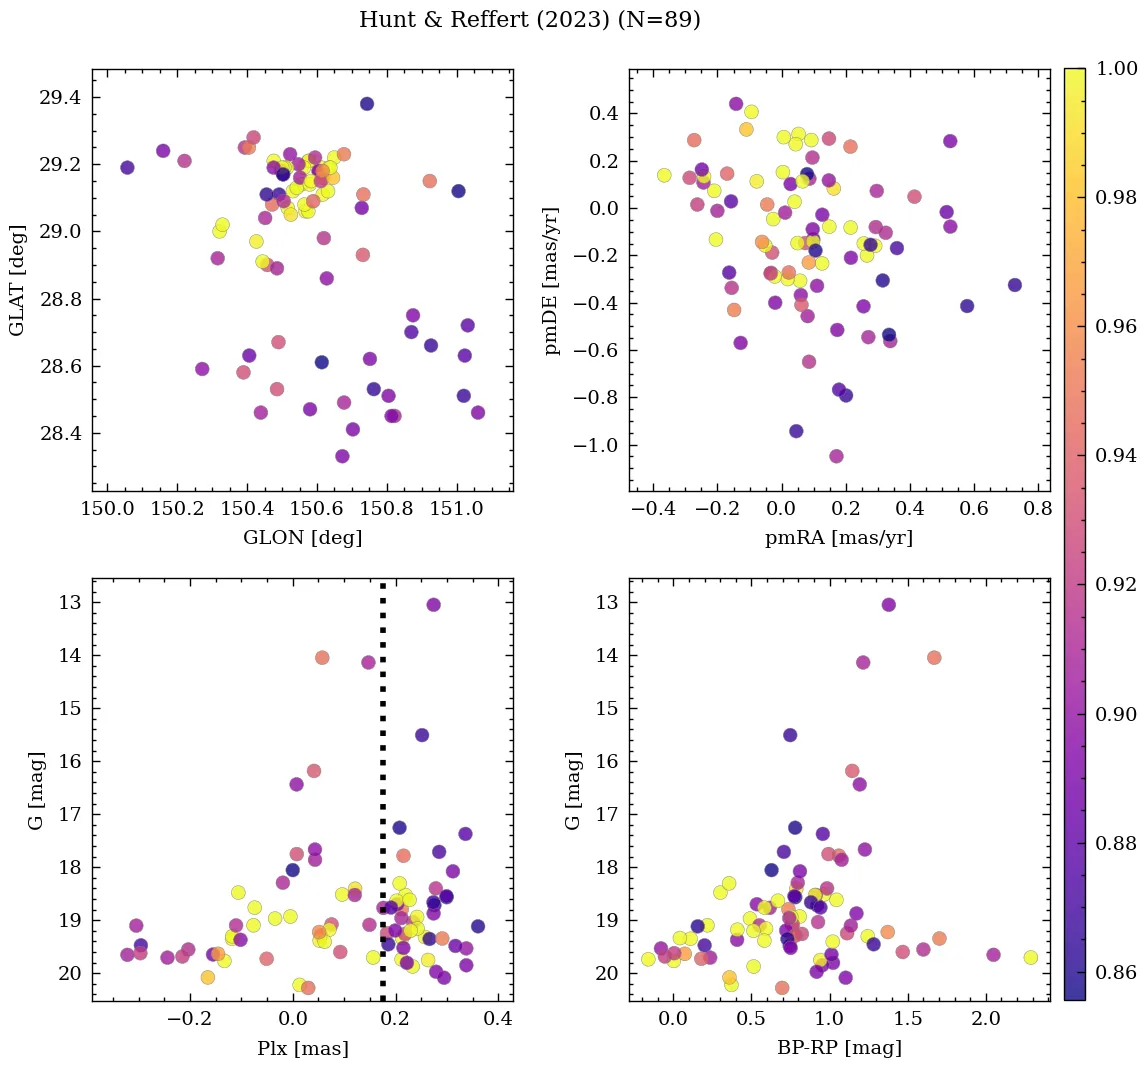 Hunt & Reffert (2023) (N=89)
29.4
29.2
29.0
28.8
28.6
28.4
GLAT [deg]
150.0 150.2 150.4 150.6 150.8 151.0
GLON [deg]
0.4
0.2
0.0
−0.2
−0.4
−0.6
−0.8
−1.0
pmDE [mas/yr]
−0.4 −0.2 0.0 0.2 0.4 0.6 0.8
pmRA [mas/yr]
13
14
15
16
17
18
19
20
G [mag]
−0.2 0.0 0.2 0.4
Plx [mas]
13
14
15
16
17
18
19
20
G [mag]
0.0 0.5 1.0 1.5 2.0
BP-RP [mag]
1.00
0.98
0.96
0.94
0.92
0.90
0.88
0.86